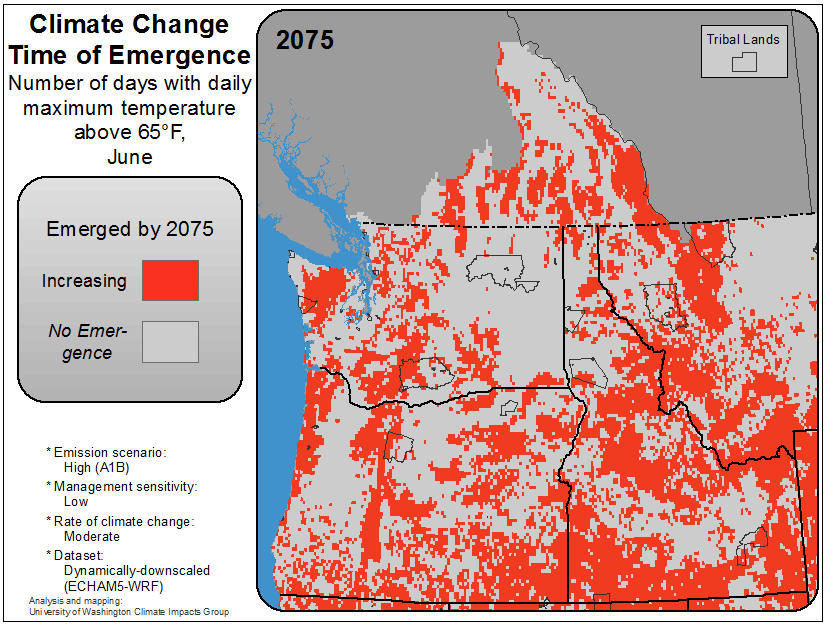 Climate Change
Time of Emergence
Number of days with daily
maximum temperature
above 65°F,
June
Emerged by 2075
Increasing
No Emer-
gence
* Emission scenario:
High (A1B)
* Management sensitivity:
Low
* Rate of climate change:
Moderate
* Dataset:
Dynamically-downscaled
(ECHAM5-WRF)
Analysis and mapping:
University of Washington Climate Impacts Group
2075
Tribal Lands